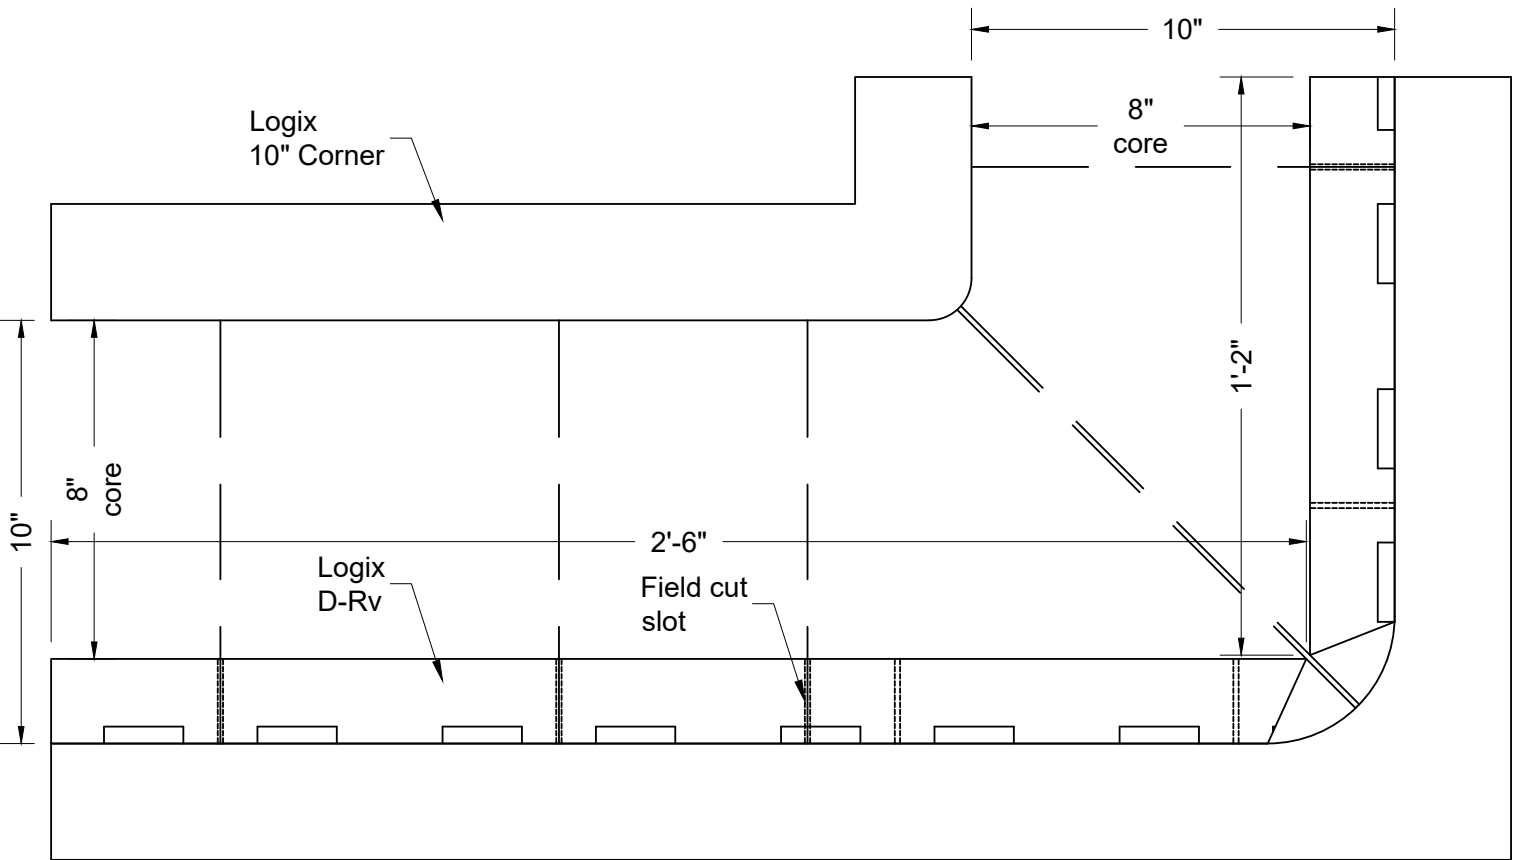 10"
8"
core
Logix
10" Corner
1'-2"
8"
core
10"
2'-6"
Logix
D-Rv
Field cut
slot